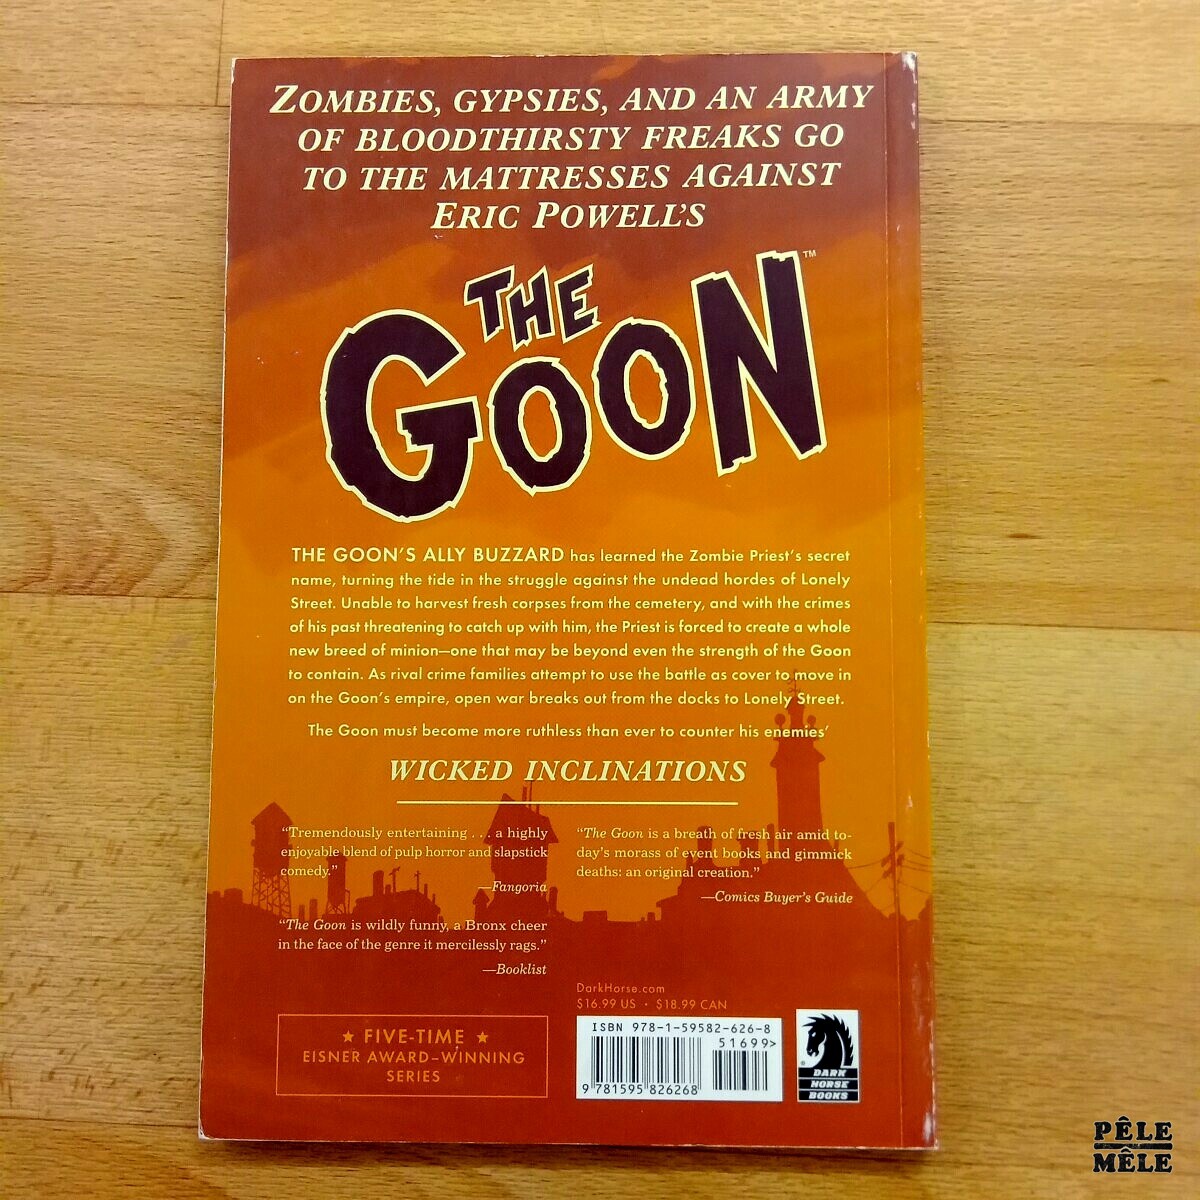 ZOMBIES, GYPSIES, AND AN ARMY
OF BLOODTHIRSTY FREAKS GO
TO THE MATTRESSES AGAINST
ERIC POWELL'S
THE
GOON™
THE GOON'S ALLY BUZZARD has learned the Zombie Priest's secret
name, turning the tide in the struggle against the undead hordes of Lonely
Street. Unable to harvest fresh corpses from the cemetery, and with the crimes
of his past threatening to catch up with him, the Priest is forced to create a whole
new breed of minion—one that may be beyond even the strength of the Goon
to contain. As rival crime families attempt to use the battle as cover to move in
on the Goon's empire, open war breaks out from the docks to Lonely Street.
The Goon must become more ruthless than ever to counter his enemies'
WICKED INCLINATIONS
“Tremendously entertaining . . . a highly
enjoyable blend of pulp horror and slapstick
comedy.”
—Fangoria
“The Goon is wildly funny, a Bronx cheer
in the face of the genre it mercilessly rags.”
—Booklist
“The Goon is a breath of fresh air amid to-
day's morass of event books and gimmick
deaths: an original creation.”
—Comics Buyer's Guide
★ FIVE-TIME ★
EISNER AWARD–WINNING
SERIES
DarkHorse.com
$16.99 US · $18.99 CAN
ISBN 978-1-59582-626-8
51699>
9 781595 826268
DARK
HORSE
BOOKS
®
PÊLE
MÊLE